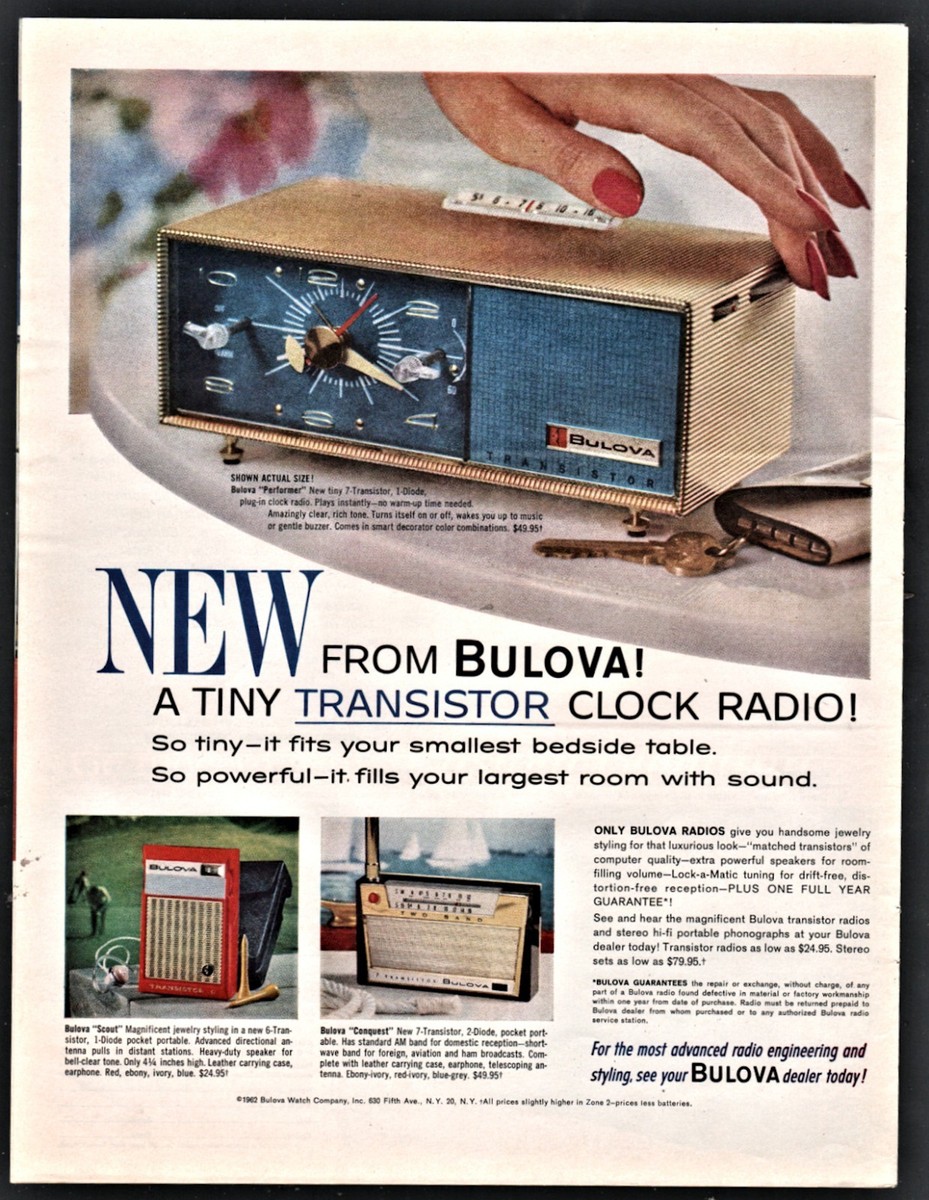 5½ 6 • 7 8 10 • 16
BULOVA
TRANSISTOR
SHOWN ACTUAL SIZE!
Bulova "Performer" New tiny 7-Transistor, 1-Diode,
plug-in clock radio. Plays instantly—no warm-up time needed.
Amazingly clear, rich tone. Turns itself on or off, wakes you up to music
or gentle buzzer. Comes in smart decorator color combinations. $49.95†
NEW FROM BULOVA!
A TINY TRANSISTOR CLOCK RADIO!
So tiny—it fits your smallest bedside table.
So powerful—it fills your largest room with sound.
BULOVA
TRANSISTOR
Bulova "Scout" Magnificent jewelry styling in a new 6-Tran-
sistor, 1-Diode pocket portable. Advanced directional an-
tenna pulls in distant stations. Heavy-duty speaker for
bell-clear tone. Only 4¼ inches high. Leather carrying case,
earphone. Red, ebony, ivory, blue. $24.95†
TWO BAND
7 TRANSISTOR BULOVA
Bulova "Conquest" New 7-Transistor, 2-Diode, pocket port-
able. Has standard AM band for domestic reception—short-
wave band for foreign, aviation and ham broadcasts. Com-
plete with leather carrying case, earphone, telescoping an-
tenna. Ebony-ivory, red-ivory, blue-grey. $49.95†
ONLY BULOVA RADIOS give you handsome jewelry
styling for that luxurious look—"matched transistors" of
computer quality—extra powerful speakers for room-
filling volume—Lock-a-Matic tuning for drift-free, dis-
tortion-free reception—PLUS ONE FULL YEAR
GUARANTEE*!
See and hear the magnificent Bulova transistor radios
and stereo hi-fi portable phonographs at your Bulova
dealer today! Transistor radios as low as $24.95. Stereo
sets as low as $79.95.†
*BULOVA GUARANTEES the repair or exchange, without charge, of any
part of a Bulova radio found defective in material or factory workmanship
within one year from date of purchase. Radio must be returned prepaid to
Bulova dealer from whom purchased or to any authorized Bulova radio
service station.
For the most advanced radio engineering and
styling, see your BULOVA dealer today!
©1962 Bulova Watch Company, Inc. 630 Fifth Ave., N.Y. 20, N.Y. †All prices slightly higher in Zone 2—prices less batteries.